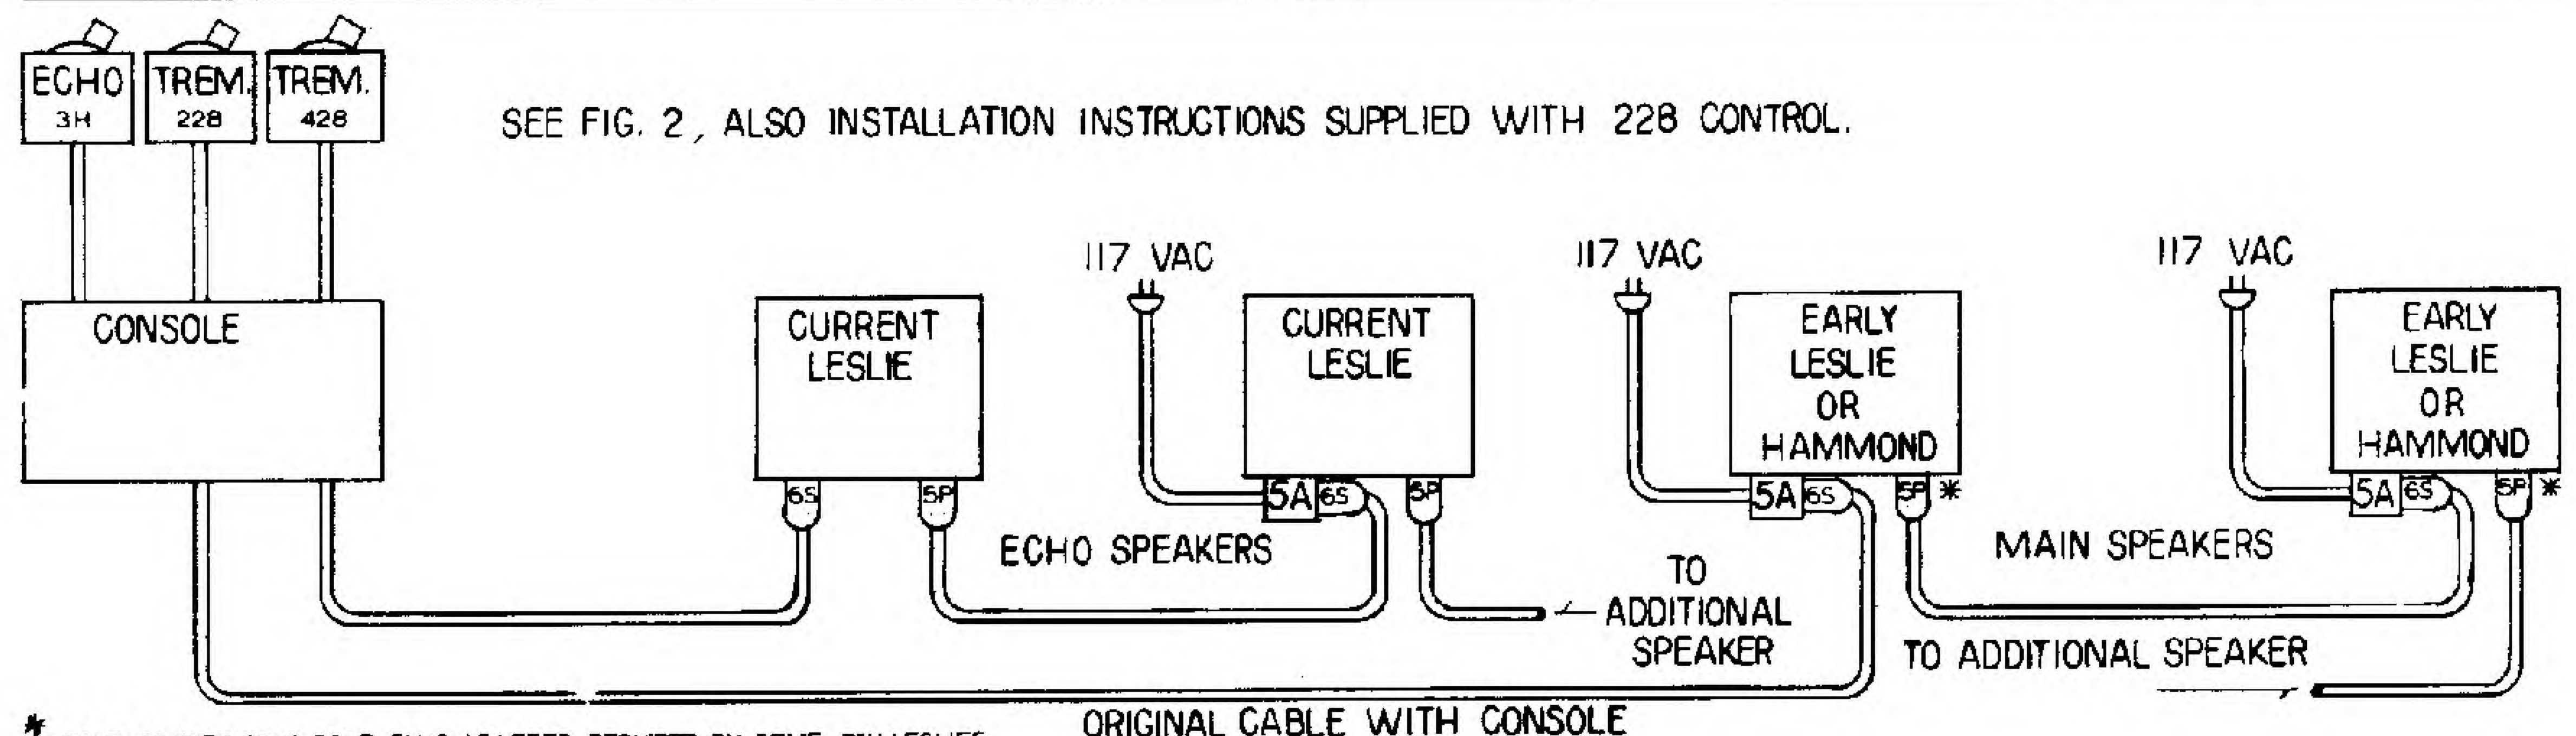 ECHO
3H
TREM.
228
TREM.
428
SEE FIG. 2, ALSO INSTALLATION INSTRUCTIONS SUPPLIED WITH 228 CONTROL.
CONSOLE
CURRENT
LESLIE
6S
5P
117 VAC
CURRENT
LESLIE
5A
6S
5P
ECHO SPEAKERS
TO
ADDITIONAL
SPEAKER
117 VAC
EARLY
LESLIE
OR
HAMMOND
5A
6S
5P
*
MAIN SPEAKERS
117 VAC
EARLY
LESLIE
OR
HAMMOND
5A
6S
5P
*
TO ADDITIONAL SPEAKER
ORIGINAL CABLE WITH CONSOLE
*